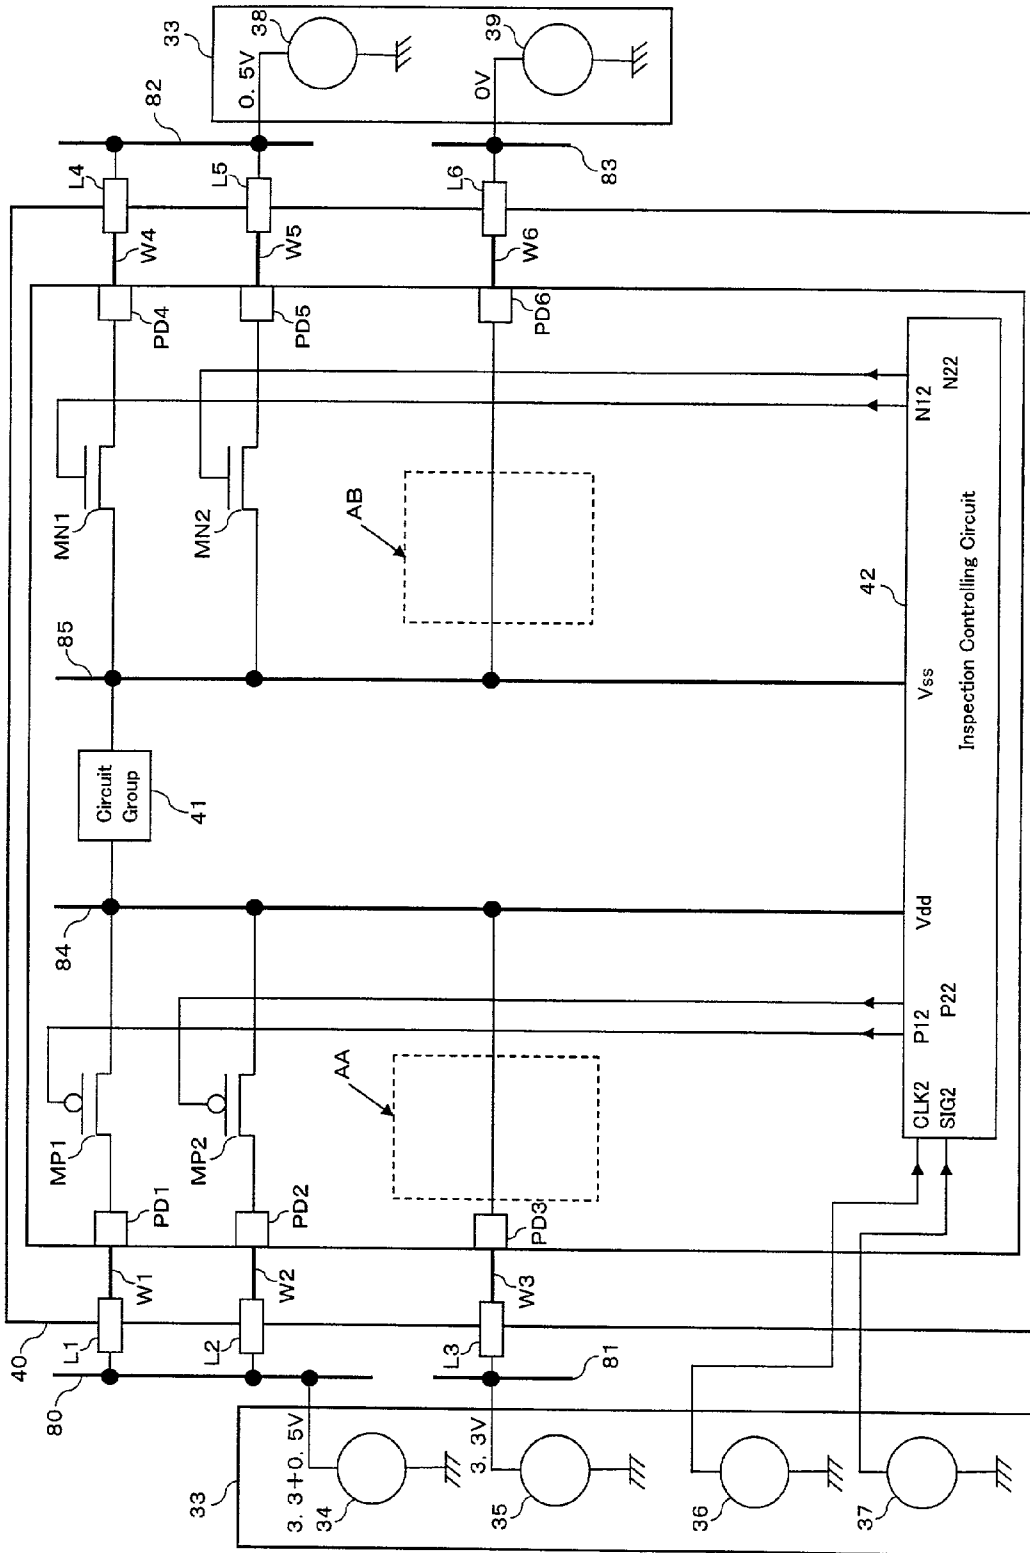 33
34
3.3+0.5V
35
3.3V
36
37
80
81
40
L1
L2
L3
W1
W2
W3
PD1
PD2
PD3
MP1
MP2
AA
CLK2
SIG2
P12
P22
84
Vdd
Circuit
Group
41
42
Inspection Controlling Circuit
85
Vss
MN1
MN2
AB
N12
N22
PD4
PD5
PD6
W4
W5
W6
L4
L5
L6
82
83
33
0.5V
38
0V
39